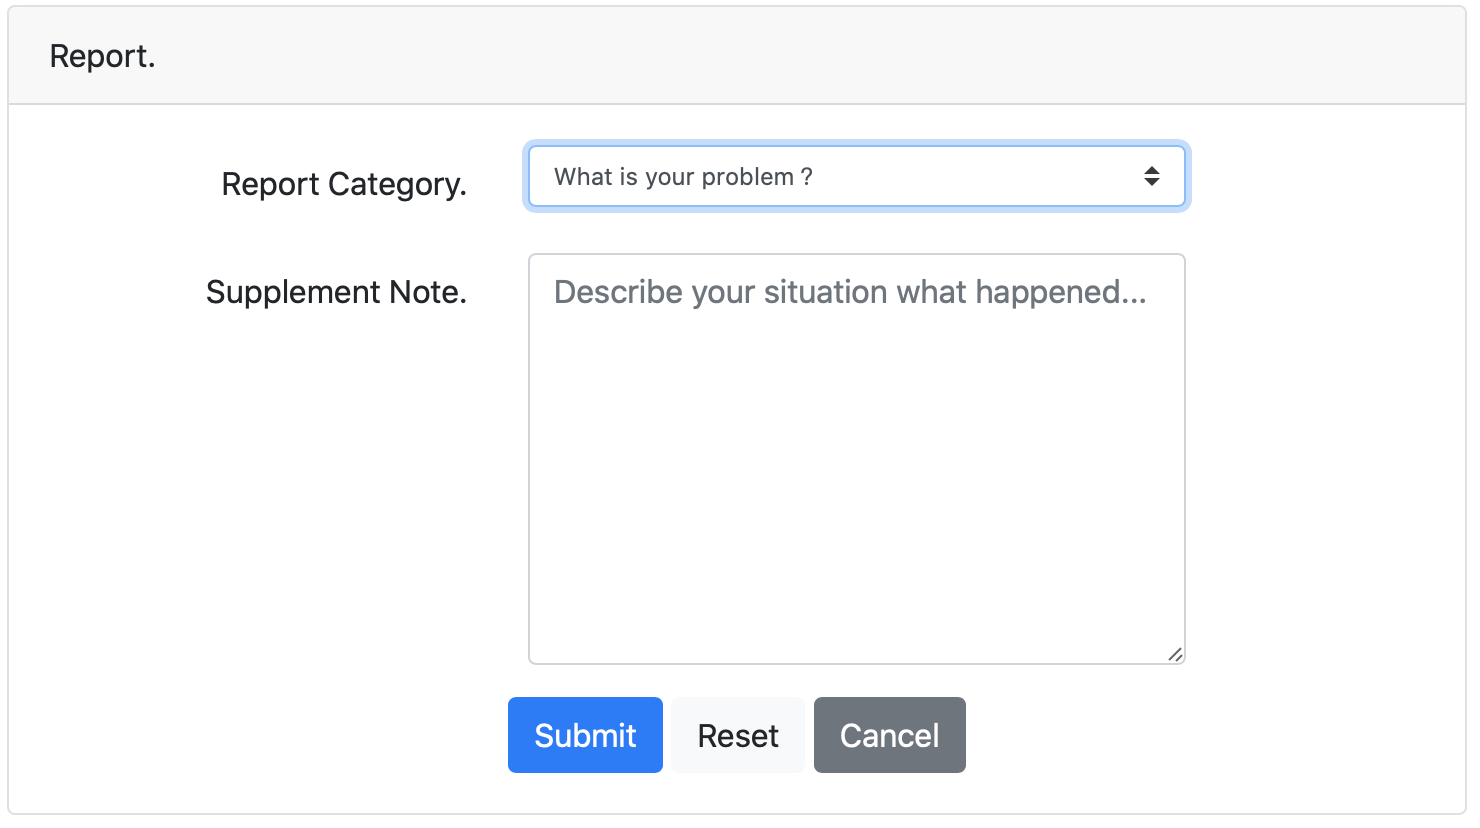 Report.
Report Category.
What is your problem ?
Supplement Note.
Describe your situation what happened...
Submit Reset Cancel